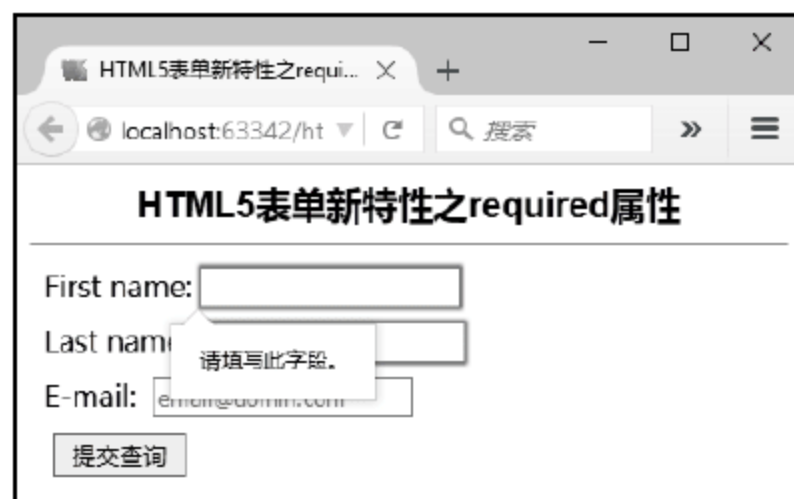 HTML5表单新特性之requi...
localhost:63342/ht
搜索
HTML5表单新特性之required属性
First name:
Last name
请填写此字段。
E-mail:
提交查询